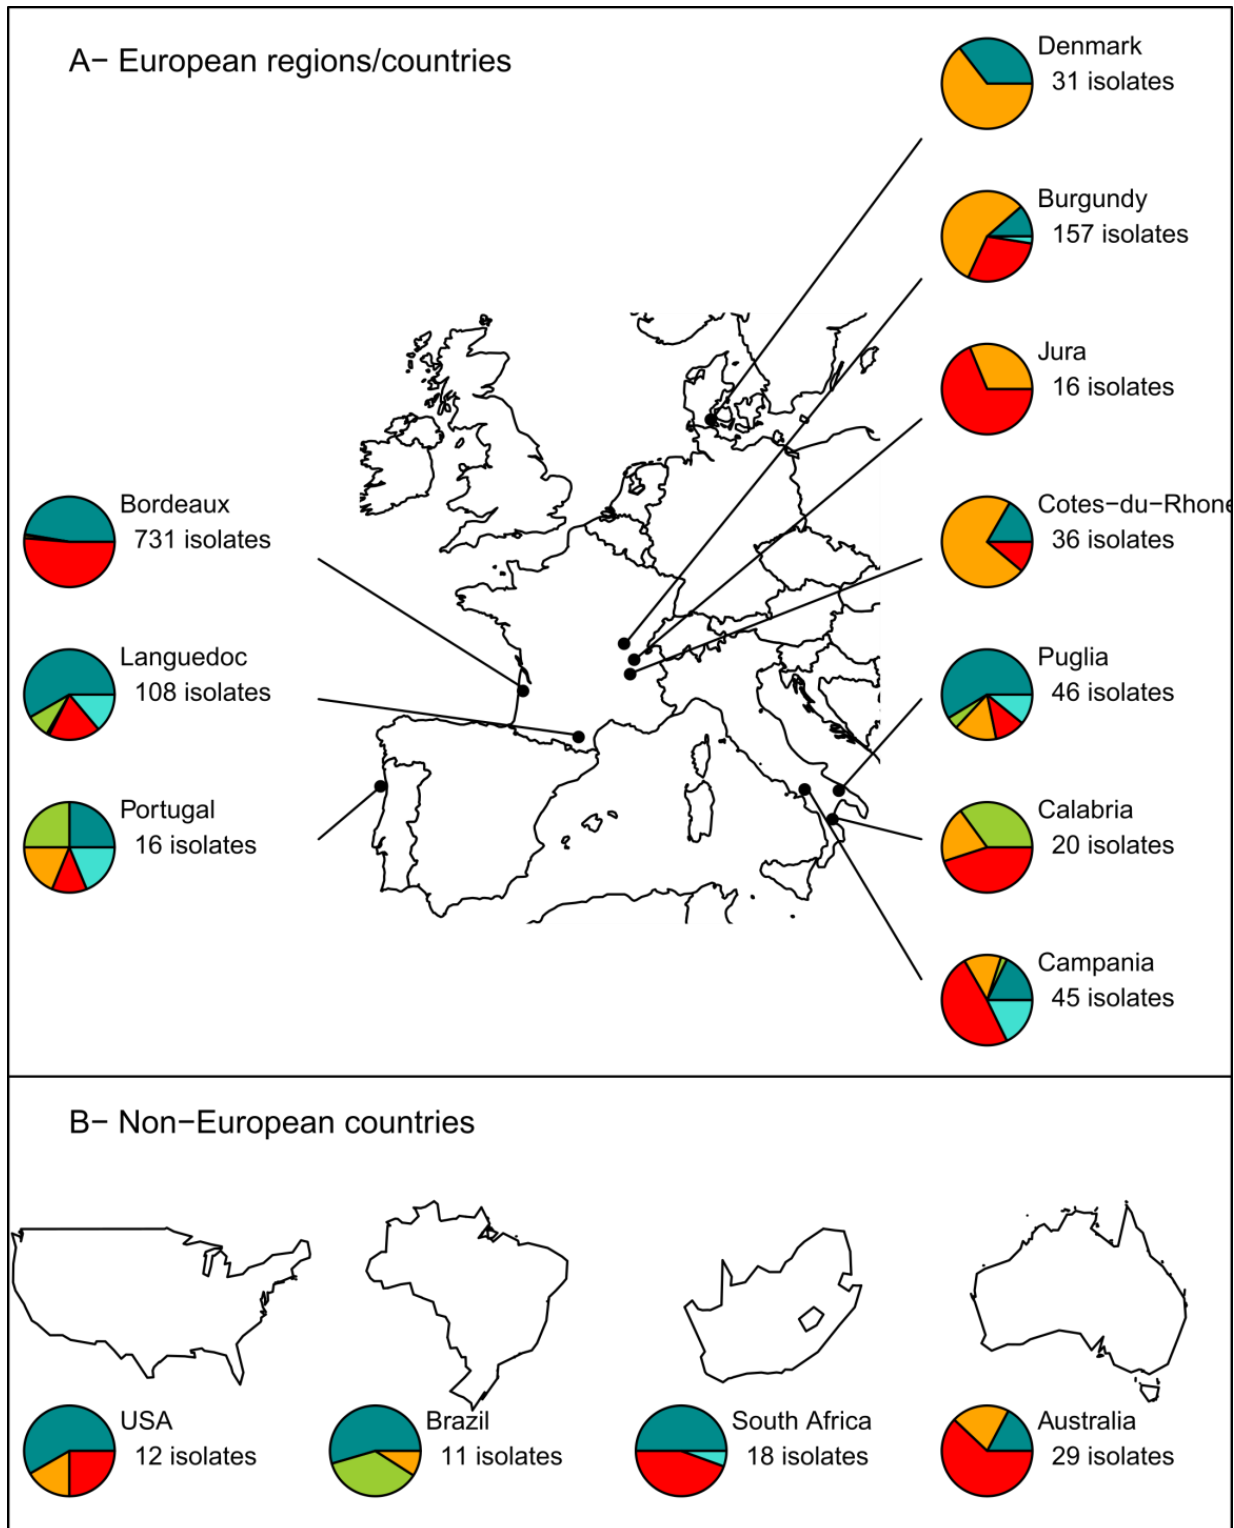 A− European regions/countries
Denmark
31 isolates
Burgundy
157 isolates
Jura
16 isolates
Cotes−du−Rhone
36 isolates
Bordeaux
731 isolates
Languedoc
108 isolates
Puglia
46 isolates
Portugal
16 isolates
Calabria
20 isolates
Campania
45 isolates
B− Non−European countries
USA
12 isolates
Brazil
11 isolates
South Africa
18 isolates
Australia
29 isolates